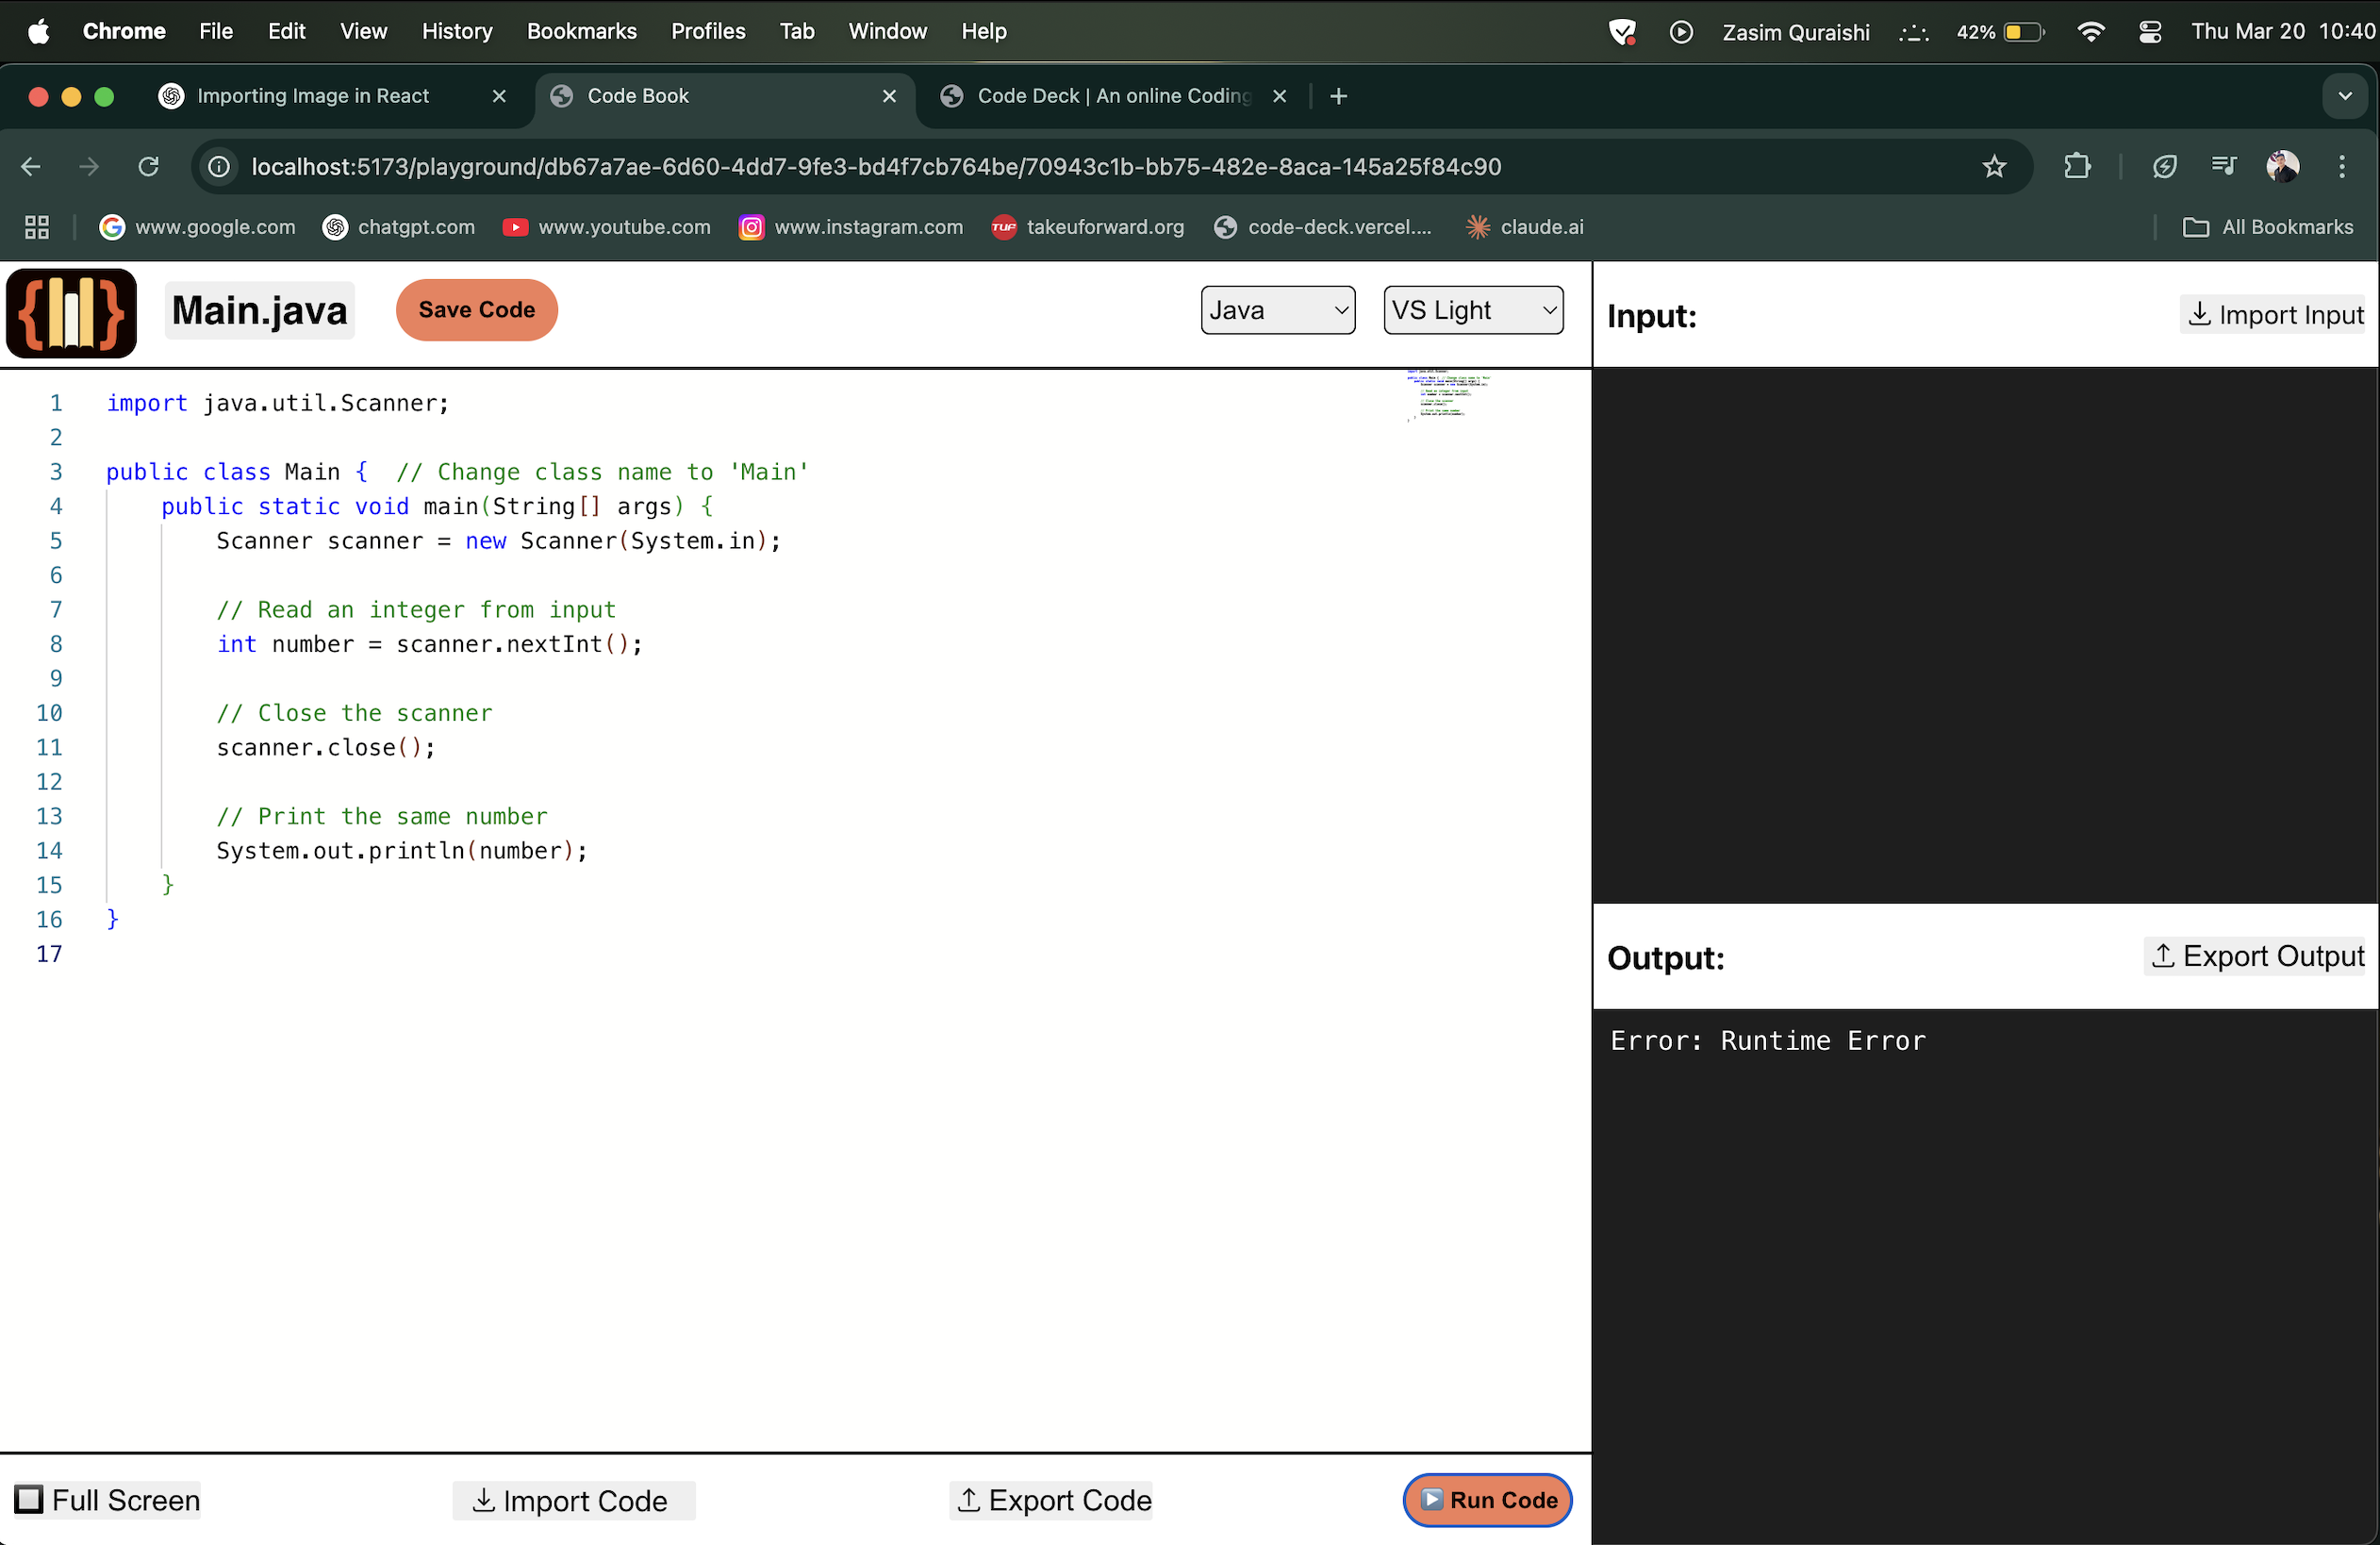 Chrome File Edit View History Bookmarks Profiles Tab Window Help Zasim Quraishi 42% Thu Mar 20 10:40
Importing Image in React Code Book Code Deck | An online Coding
localhost:5173/playground/db67a7ae-6d60-4dd7-9fe3-bd4f7cb764be/70943c1b-bb75-482e-8aca-145a25f84c90
www.google.com chatgpt.com www.youtube.com www.instagram.com TUF takeuforward.org code-deck.vercel.... claude.ai All Bookmarks
Main.java Save Code Java VS Light
1 import java.util.Scanner;
2
3 public class Main {  // Change class name to 'Main'
4     public static void main(String[] args) {
5         Scanner scanner = new Scanner(System.in);
6
7         // Read an integer from input
8         int number = scanner.nextInt();
9
10         // Close the scanner
11         scanner.close();
12
13         // Print the same number
14         System.out.println(number);
15     }
16 }
17
Full Screen Import Code Export Code Run Code
Input: Import Input
Output: Export Output
Error: Runtime Error